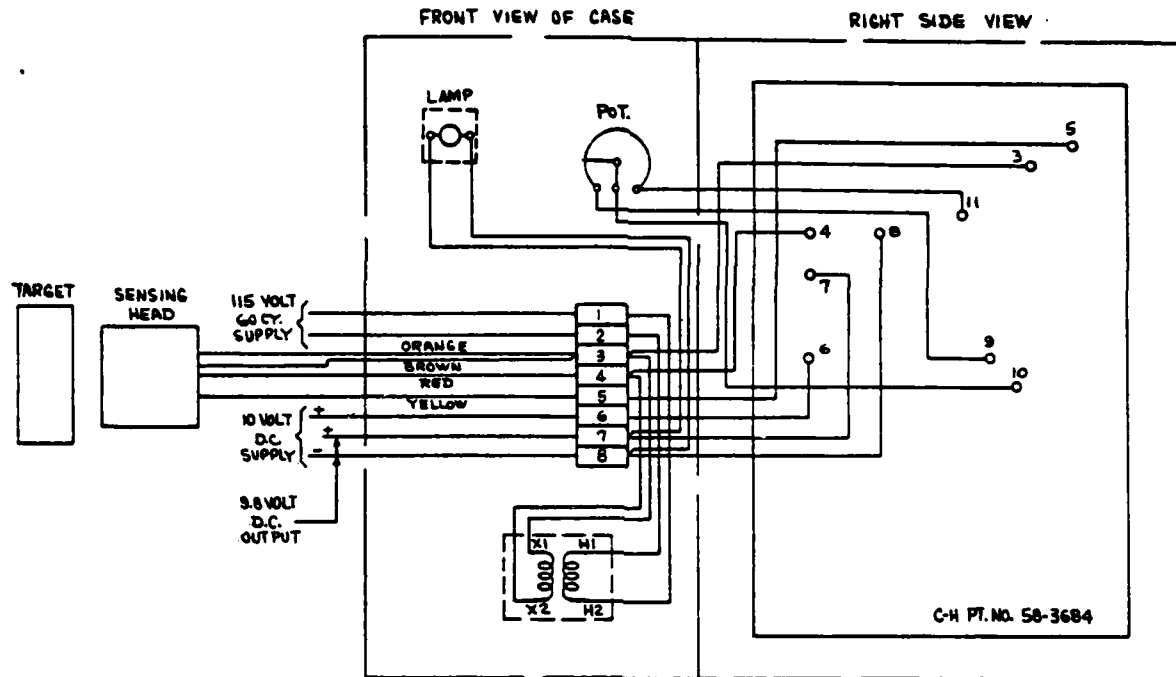 FRONT VIEW OF CASE
RIGHT SIDE VIEW
LAMP
POT.
5
3
11
4
8
7
6
9
10
TARGET
SENSING
HEAD
115 VOLT
60 CY.
SUPPLY
ORANGE
BROWN
RED
YELLOW
1
2
3
4
5
6
7
8
+
10 VOLT
D.C.
SUPPLY
+
-
9.8 VOLT
D.C.
OUTPUT
X1
H1
X2
H2
C-H PT. NO. 58-3684